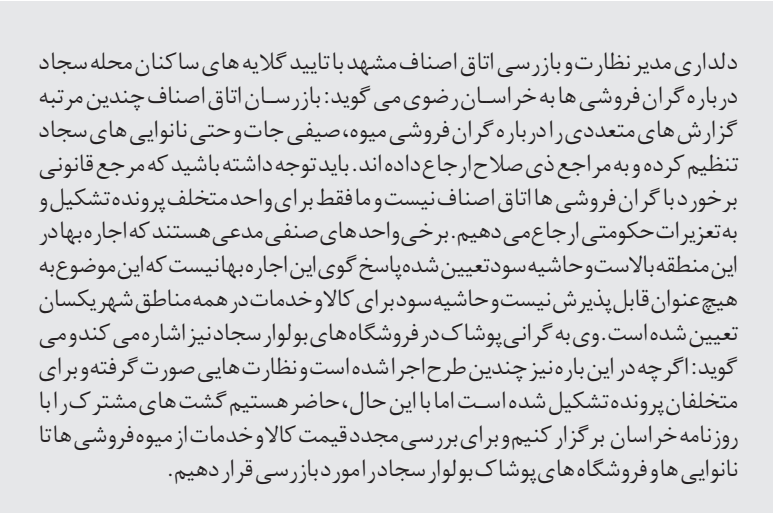 دلداری مدیر نظارت و بازرسی اتاق اصناف مشهد با تایید گلایه های ساکنان محله سجاد
درباره گران فروشی ها به خراسان رضوی می گوید: بازرسان اتاق اصناف چندین مرتبه
گزارش های متعددی را درباره گران فروشی میوه، صیفی جات و حتی نانوایی های سجاد
تنظیم کرده و به مراجع ذی صلاح ارجاع داده اند. باید توجه داشته باشید که مرجع قانونی
برخورد با گران فروشی ها اتاق اصناف نیست و ما فقط برای واحد متخلف پرونده تشکیل و
به تعزیرات حکومتی ارجاع می دهیم. برخی واحدهای صنفی مدعی هستند که اجاره بها در
این منطقه بالاست و حاشیه سود تعیین شده پاسخ گوی این اجاره بها نیست که این موضوع به
هیچ عنوان قابل پذیرش نیست و حاشیه سود برای کالا و خدمات در همه مناطق شهر یکسان
تعیین شده است. وی به گرانی پوشاک در فروشگاه های بولوار سجاد نیز اشاره می کند و می
گوید: اگرچه در این باره نیز چندین طرح اجرا شده است و نظارت هایی صورت گرفته و برای
متخلفان پرونده تشکیل شده است اما با این حال، حاضر هستیم گشت های مشترک را با
روزنامه خراسان برگزار کنیم و برای بررسی مجدد قیمت کالا و خدمات از میوه فروشی ها تا
نانوایی ها و فروشگاه های پوشاک بولوار سجاد را مورد بازرسی قرار دهیم.